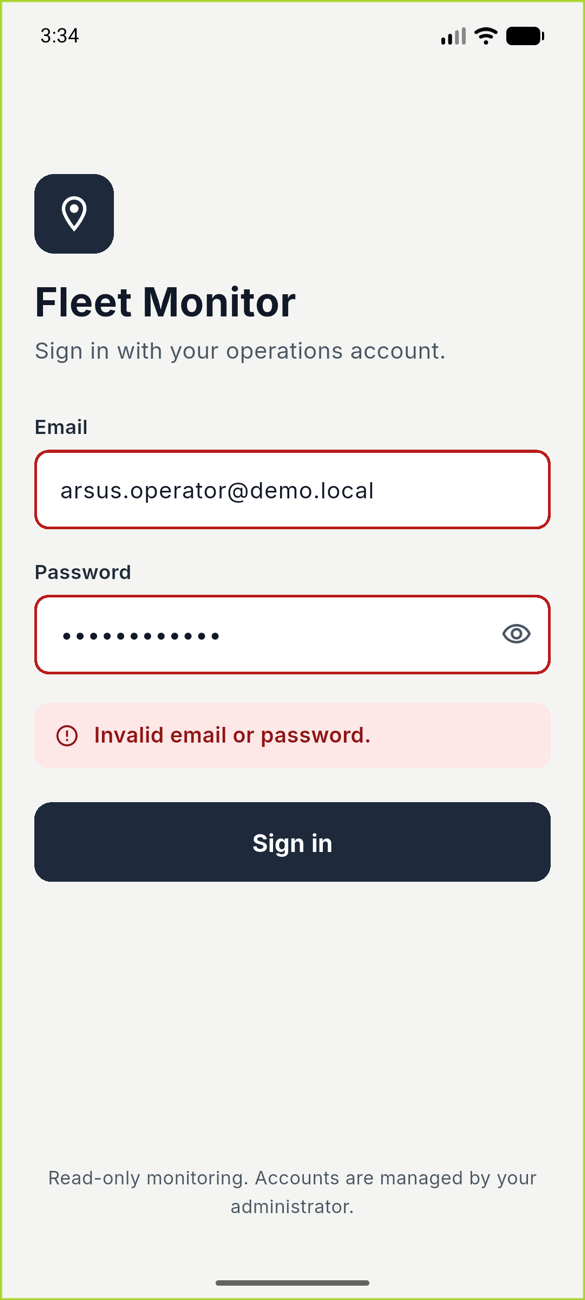 3:34
Fleet Monitor
Sign in with your operations account.
Email
arsus.operator@demo.local
Password
••••••••••••
Invalid email or password.
Sign in
Read-only monitoring. Accounts are managed by your
administrator.